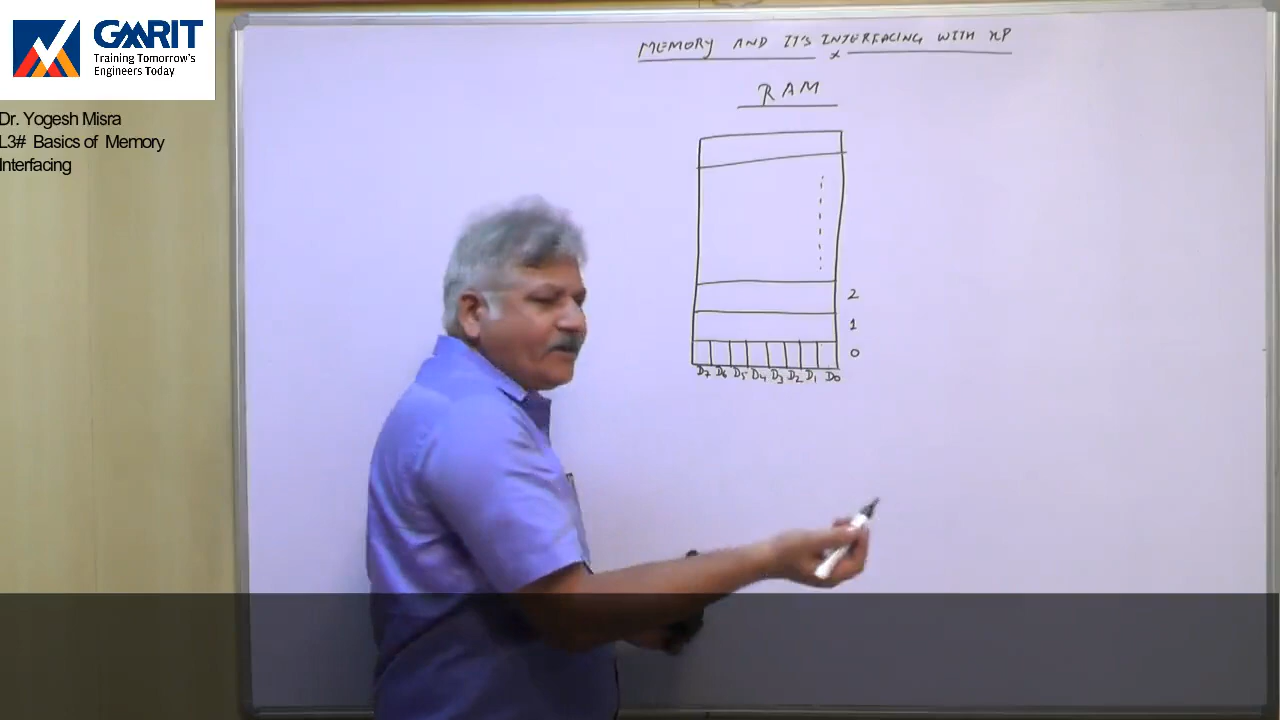 GMRIT
Training Tomorrow's
Engineers Today
Dr. Yogesh Misra
L3# Basics of Memory
Interfacing
MEMORY AND IT'S INTERFACING WITH μP
RAM
2
1
0
D7 D6 D5 D4 D3 D2 D1 D0